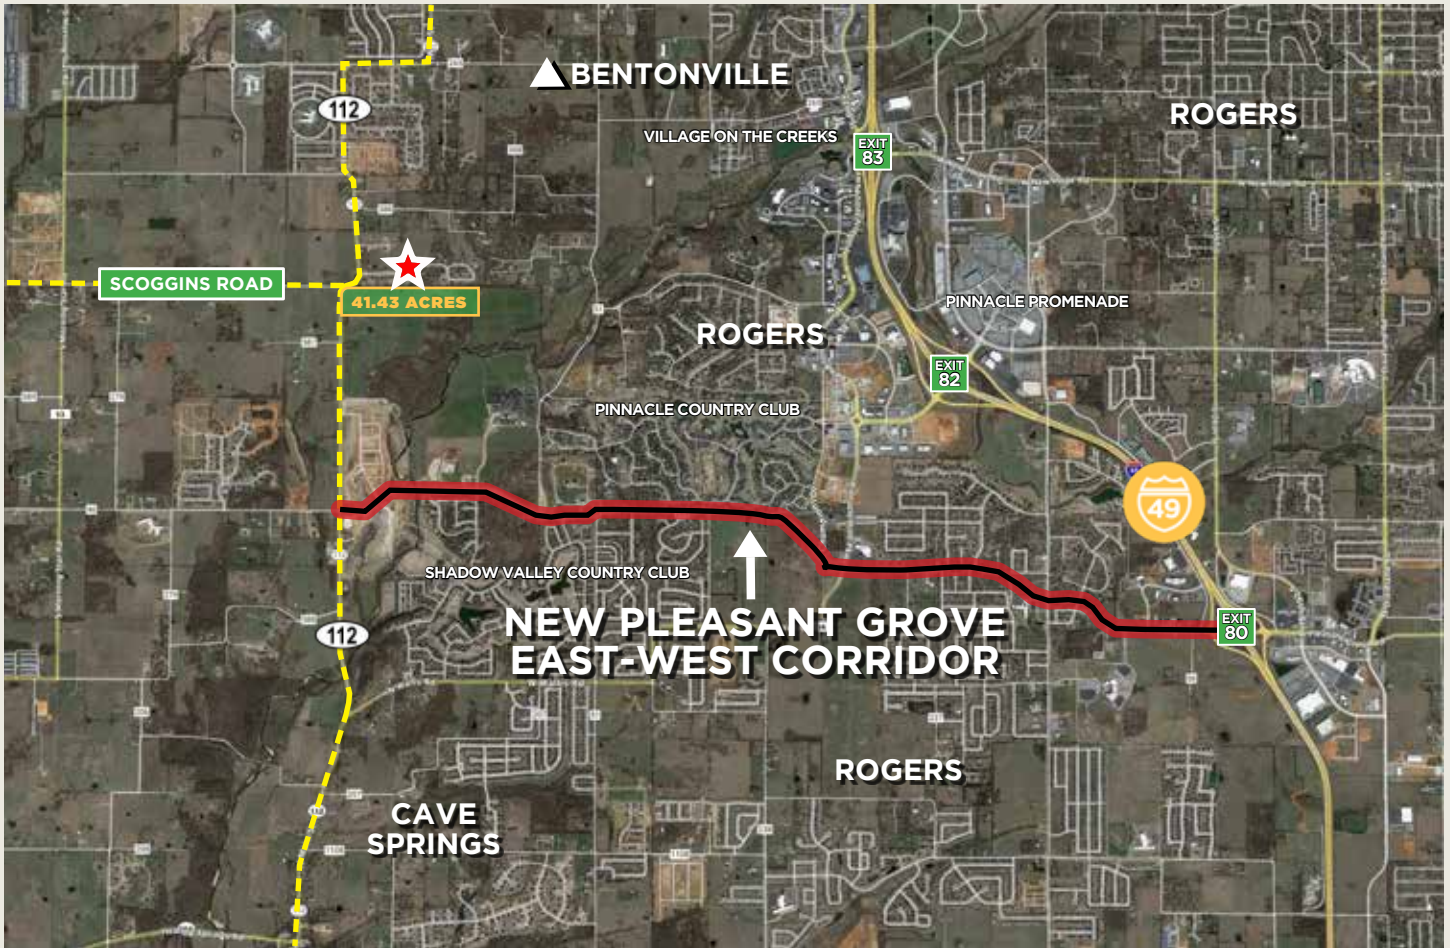 BENTONVILLE
112
ROGERS
VILLAGE ON THE CREEKS
EXIT
83
SCOGGINS ROAD
41.43 ACRES
PINNACLE PROMENADE
ROGERS
EXIT
82
PINNACLE COUNTRY CLUB
49
SHADOW VALLEY COUNTRY CLUB
NEW PLEASANT GROVE
EAST-WEST CORRIDOR
112
EXIT
80
ROGERS
CAVE
SPRINGS